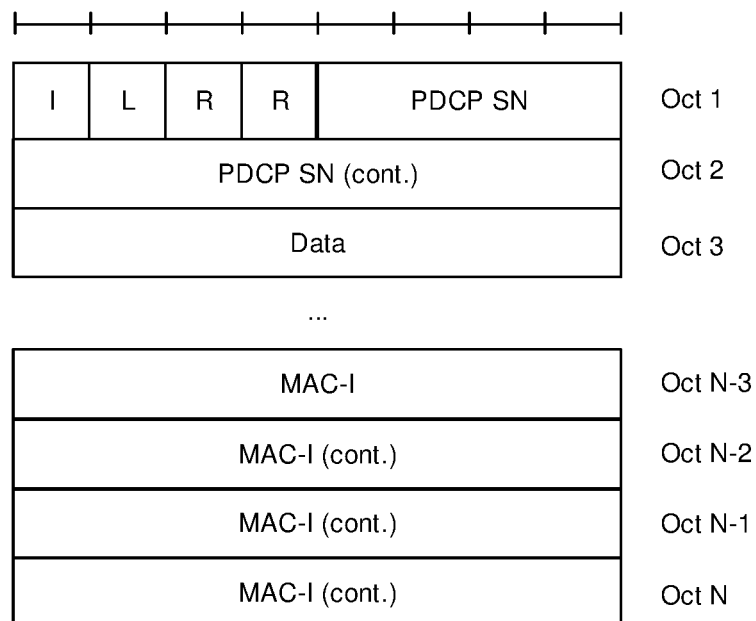 I L R R PDCP SN Oct 1
PDCP SN (cont.) Oct 2
Data Oct 3
...
MAC-I Oct N-3
MAC-I (cont.) Oct N-2
MAC-I (cont.) Oct N-1
MAC-I (cont.) Oct N